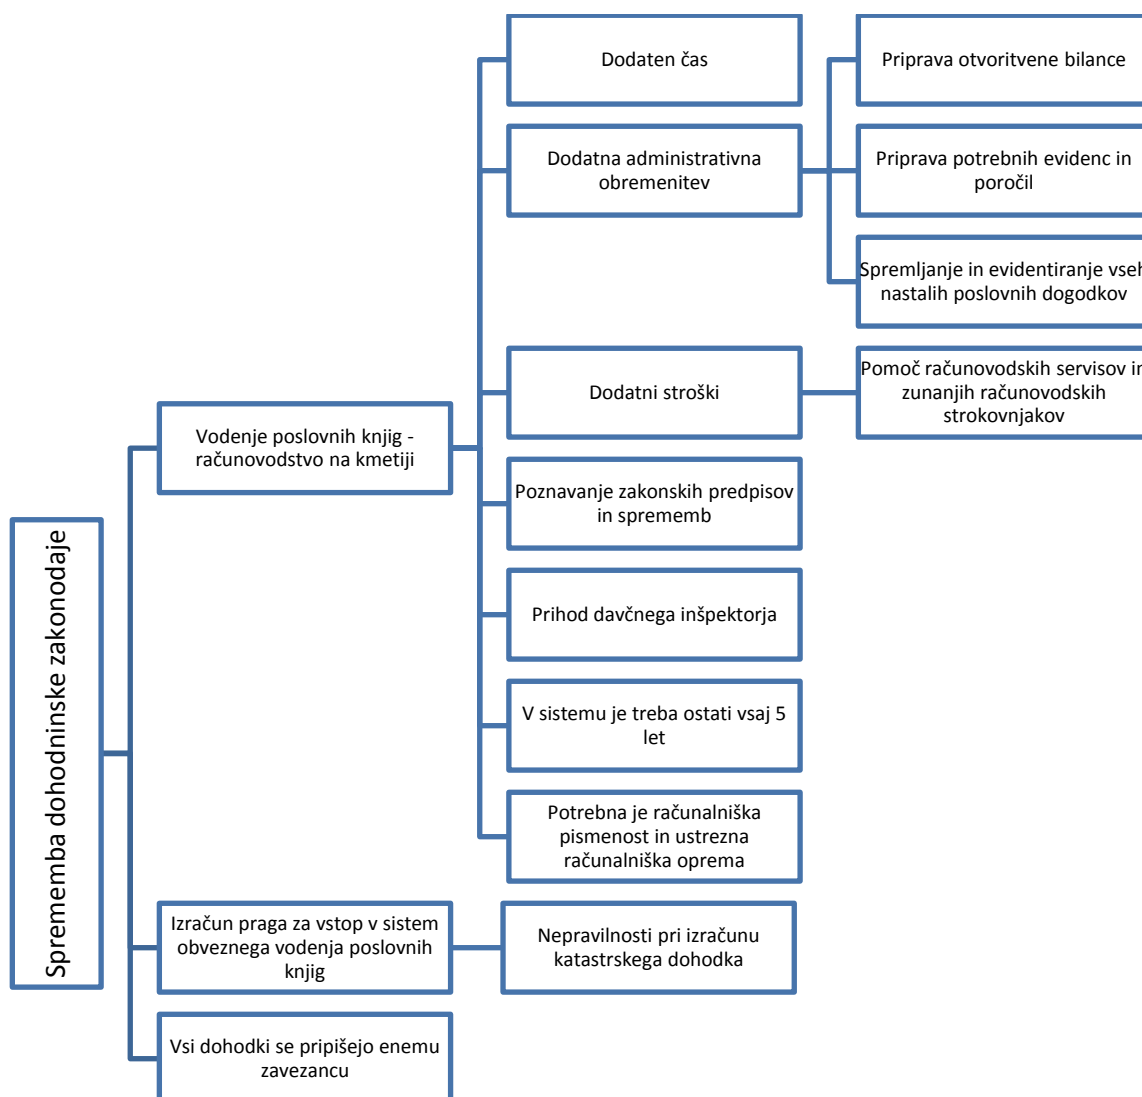 Sprememba dohodninske zakonodaje
Vodenje poslovnih knjig -
računovodstvo na kmetiji
Dodaten čas
Dodatna administrativna
obremenitev
Priprava otvoritvene bilance
Priprava potrebnih evidenc in
poročil
Spremljanje in evidentiranje vseh
nastalih poslovnih dogodkov
Dodatni stroški
Pomoč računovodskih servisov in
zunanjih računovodskih
strokovnjakov
Poznavanje zakonskih predpisov
in sprememb
Prihod davčnega inšpektorja
V sistemu je treba ostati vsaj 5
let
Potrebna je računalniška
pismenost in ustrezna
računalniška oprema
Izračun praga za vstop v sistem
obveznega vodenja poslovnih
knjig
Nepravilnosti pri izračunu
katastrskega dohodka
Vsi dohodki se pripišejo enemu
zavezancu